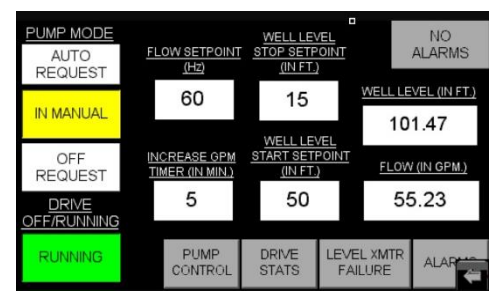 PUMP MODE
AUTO
REQUEST
IN MANUAL
OFF
REQUEST
DRIVE
OFF/RUNNING
RUNNING
FLOW SETPOINT
(Hz)
60
INCREASE GPM
TIMER (IN MIN.)
5
WELL LEVEL
STOP SETPOINT
(IN FT.)
15
WELL LEVEL
START SETPOINT
(IN FT.)
50
NO
ALARMS
WELL LEVEL (IN FT.)
101.47
FLOW (IN GPM.)
55.23
PUMP
CONTROL
DRIVE
STATS
LEVEL XMTR
FAILURE